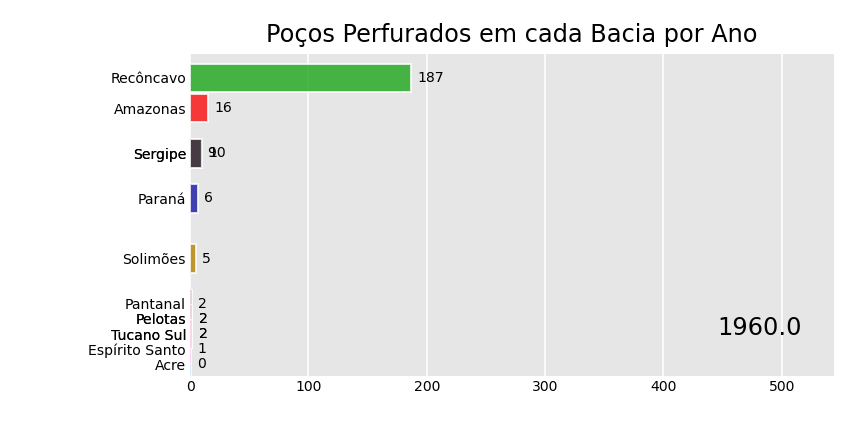 Poços Perfurados em cada Bacia por Ano
Recôncavo 187
Amazonas 16
Sergipe 10
Paraná 6
Solimões 5
Pantanal 2
Pelotas 2
Tucano Sul 2
Espírito Santo 1
Acre 0
1960.0
0 100 200 300 400 500